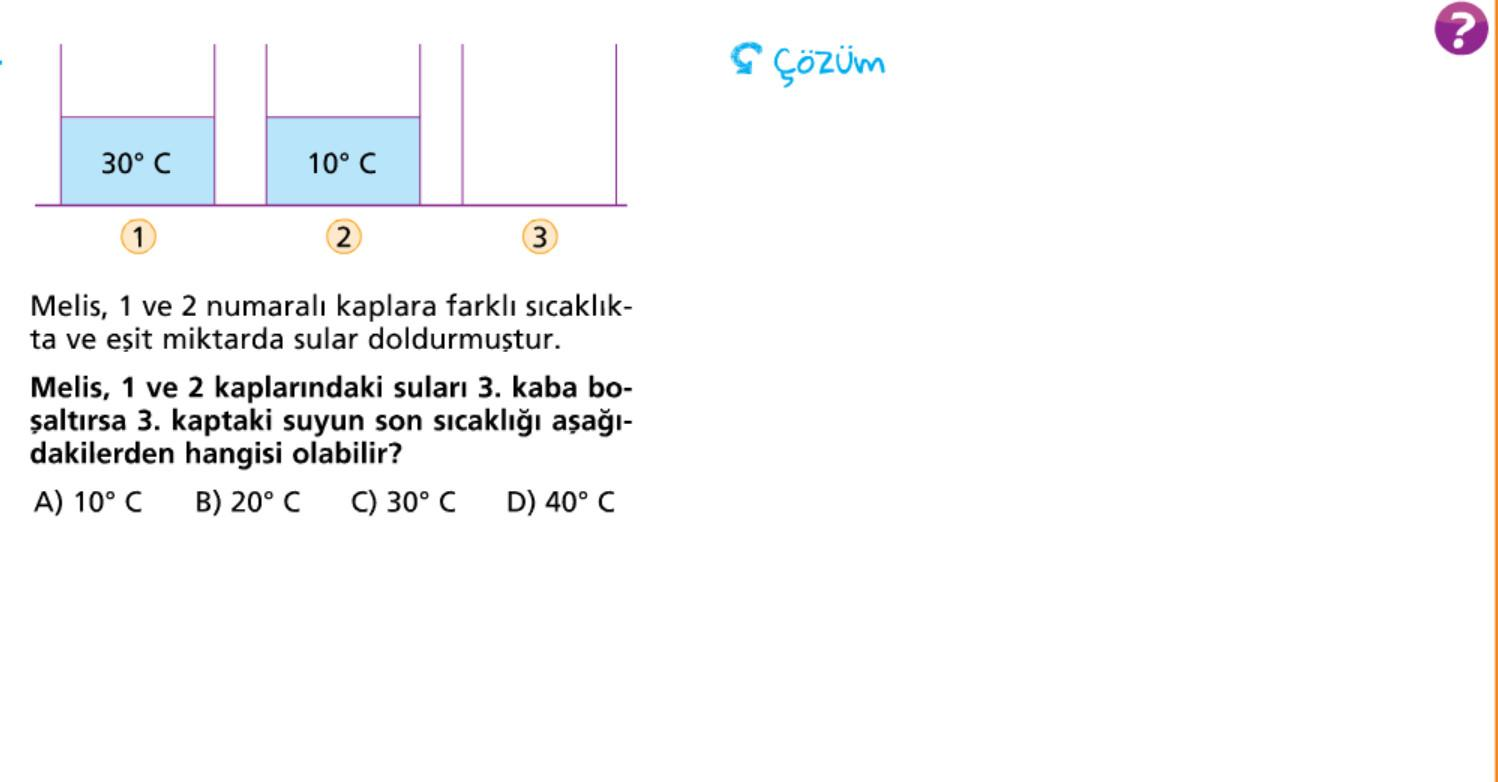 ?
Çözüm
30° C
10° C
1
2
3
Melis, 1 ve 2 numaralı kaplara farklı sıcaklık-
ta ve eşit miktarda sular doldurmuştur.
Melis, 1 ve 2 kaplarındaki suları 3. kaba bo-
şaltırsa 3. kaptaki suyun son sıcaklığı aşağı-
dakilerden hangisi olabilir?
A) 10° C B) 20° C C) 30° C D) 40° C